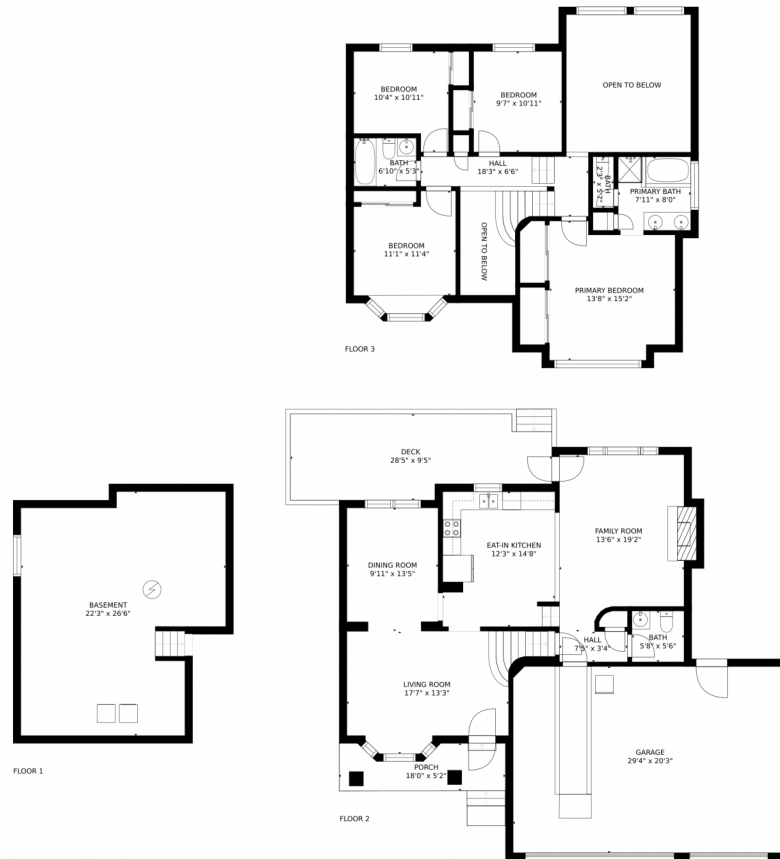 BEDROOM
10'4" x 10'11"
BEDROOM
9'7" x 10'11"
OPEN TO BELOW
BATH
6'10" x 5'3"
HALL
18'3" x 6'6"
BATH
2'3" x 5'2"
PRIMARY BATH
7'11" x 8'0"
BEDROOM
11'1" x 11'4"
OPEN TO BELOW
PRIMARY BEDROOM
13'8" x 15'2"
FLOOR 3
DECK
28'5" x 9'5"
FAMILY ROOM
13'6" x 19'2"
EAT-IN KITCHEN
12'3" x 14'8"
DINING ROOM
9'11" x 13'5"
BASEMENT
22'3" x 26'6"
HALL
7'5" x 3'4"
BATH
5'8" x 5'6"
LIVING ROOM
17'7" x 13'3"
GARAGE
29'4" x 20'3"
PORCH
18'0" x 5'2"
FLOOR 1
FLOOR 2